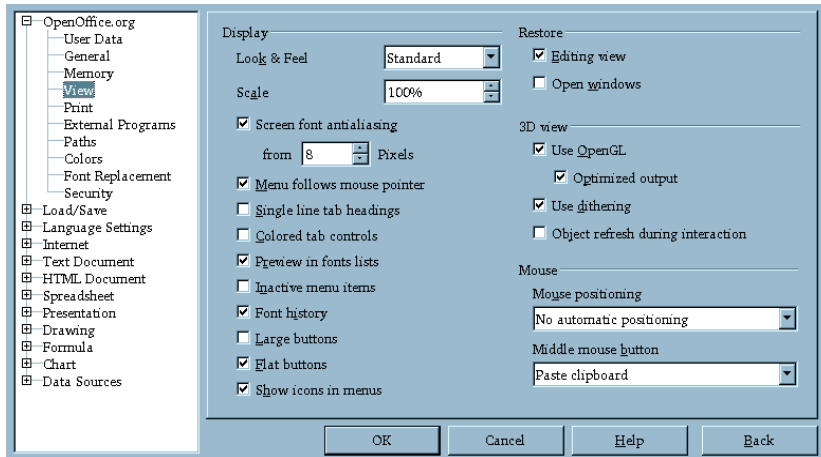 OpenOffice.org
User Data
General
Memory
View
Print
External Programs
Paths
Colors
Font Replacement
Security
Load/Save
Language Settings
Internet
Text Document
HTML Document
Spreadsheet
Presentation
Drawing
Formula
Chart
Data Sources
Display
Look & Feel Standard
Scale 100%
Screen font antialiasing
from 8 Pixels
Menu follows mouse pointer
Single line tab headings
Colored tab controls
Preview in fonts lists
Inactive menu items
Font history
Large buttons
Flat buttons
Show icons in menus
Restore
Editing view
Open windows
3D view
Use OpenGL
Optimized output
Use dithering
Object refresh during interaction
Mouse
Mouse positioning
No automatic positioning
Middle mouse button
Paste clipboard
OK Cancel Help Back